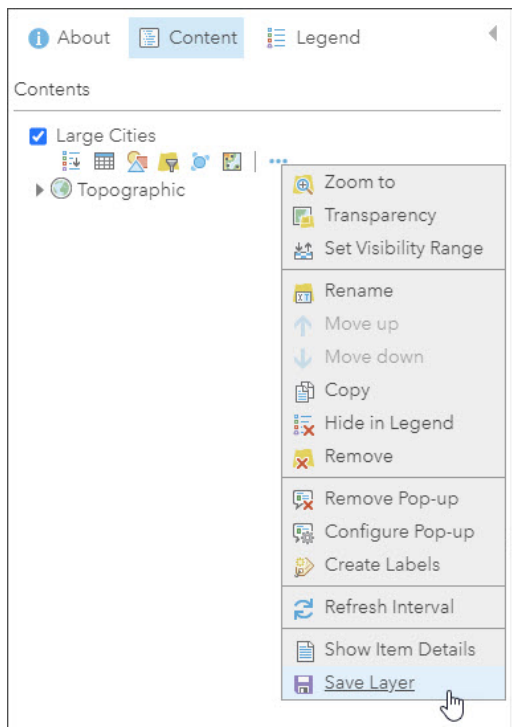 About Content Legend
Contents
Large Cities
Topographic
Zoom to
Transparency
Set Visibility Range
Rename
Move up
Move down
Copy
Hide in Legend
Remove
Remove Pop-up
Configure Pop-up
Create Labels
Refresh Interval
Show Item Details
Save Layer